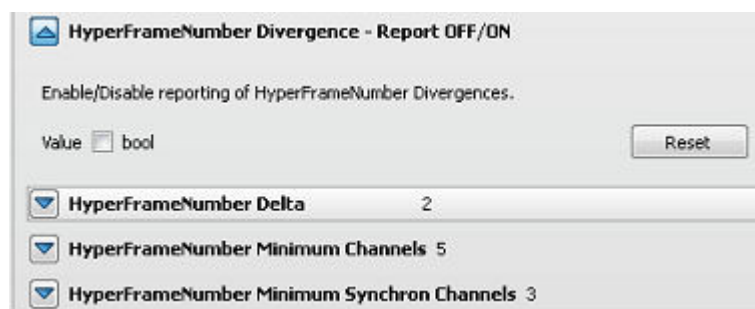 HyperFrameNumber Divergence - Report OFF/ON
Enable/Disable reporting of HyperFrameNumber Divergences.
Value bool Reset
HyperFrameNumber Delta 2
HyperFrameNumber Minimum Channels 5
HyperFrameNumber Minimum Synchron Channels 3